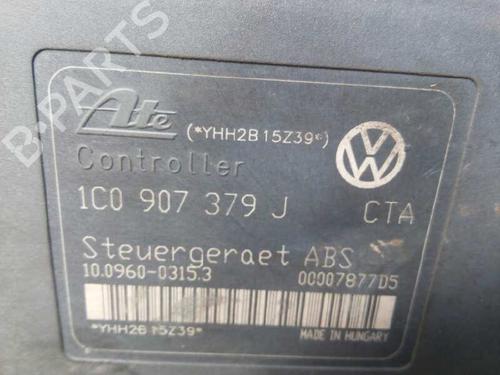 B-PARTS
Ate (*YHH2B15Z39*)
Controller
1C0 907 379 J CTA
Steuergeraet ABS
10.0960-0315.3 00007877D5
*YHH2B15Z39*
MADE IN HUNGARY